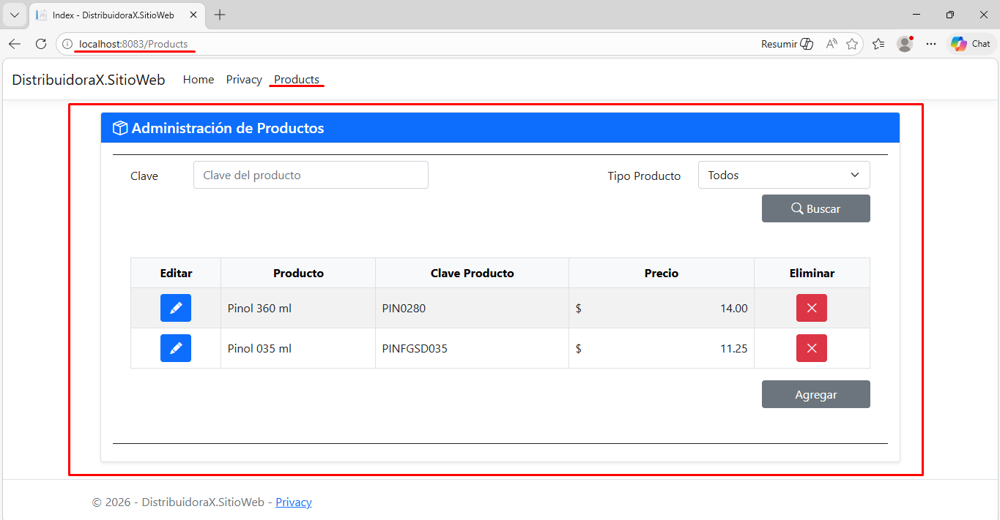 Index - DistribuidoraX.SitioWeb
localhost:8083/Products
Resumir
Chat
DistribuidoraX.SitioWeb Home Privacy Products
Administración de Productos
Clave Clave del producto Tipo Producto Todos
Buscar
Editar Producto Clave Producto Precio Eliminar
Pinol 360 ml PIN0280 $ 14.00
Pinol 035 ml PINFGSD035 $ 11.25
Agregar
© 2026 - DistribuidoraX.SitioWeb - Privacy